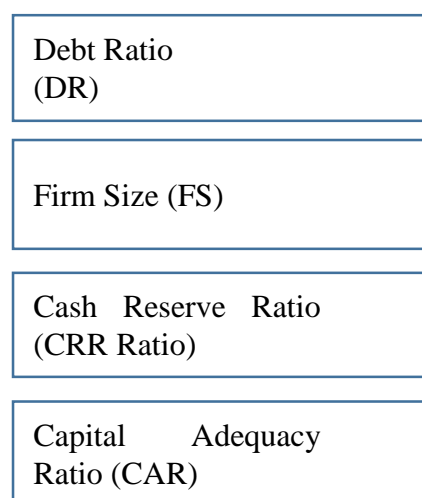 Debt Ratio
(DR)
Firm Size (FS)
Cash Reserve Ratio
(CRR Ratio)
Capital Adequacy
Ratio (CAR)